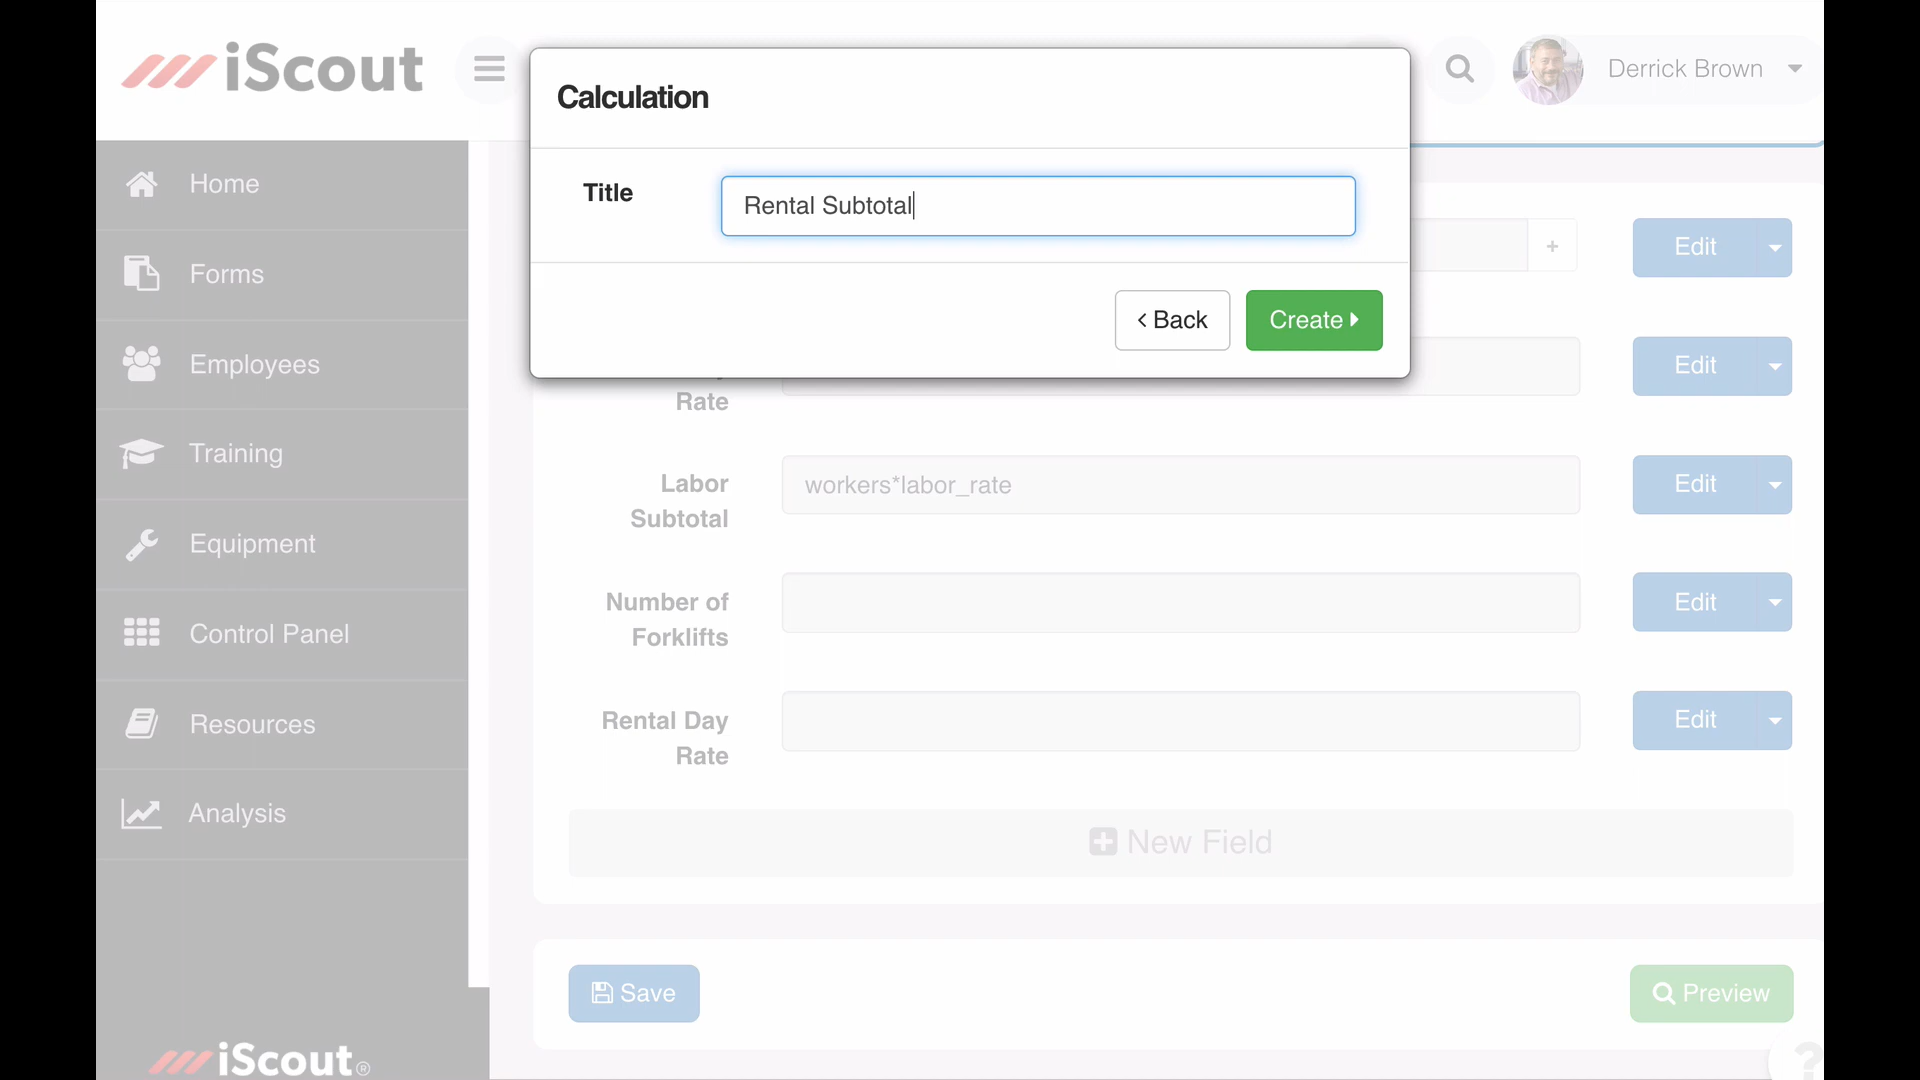 iScout
Derrick Brown
Calculation
Title
Rental Subtotal
Back
Create
Home
Forms
Employees
Training
Equipment
Control Panel
Resources
Analysis
+
Edit
Rate
Edit
Labor
Subtotal
workers*labor_rate
Edit
Number of
Forklifts
Edit
Rental Day
Rate
Edit
New Field
Save
Preview
iScout®
?